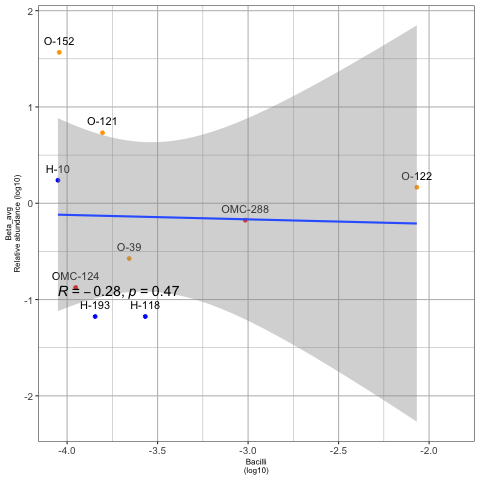 2
O-152
O-121
1
H-10
O-122
OMC-288
0
O-39
OMC-124
R = −0.28, p = 0.47
-1
H-193
H-118
-2
Beta_avg
Relative abundance (log10)
-4.0
-3.5
-3.0
-2.5
-2.0
Bacilli
(log10)